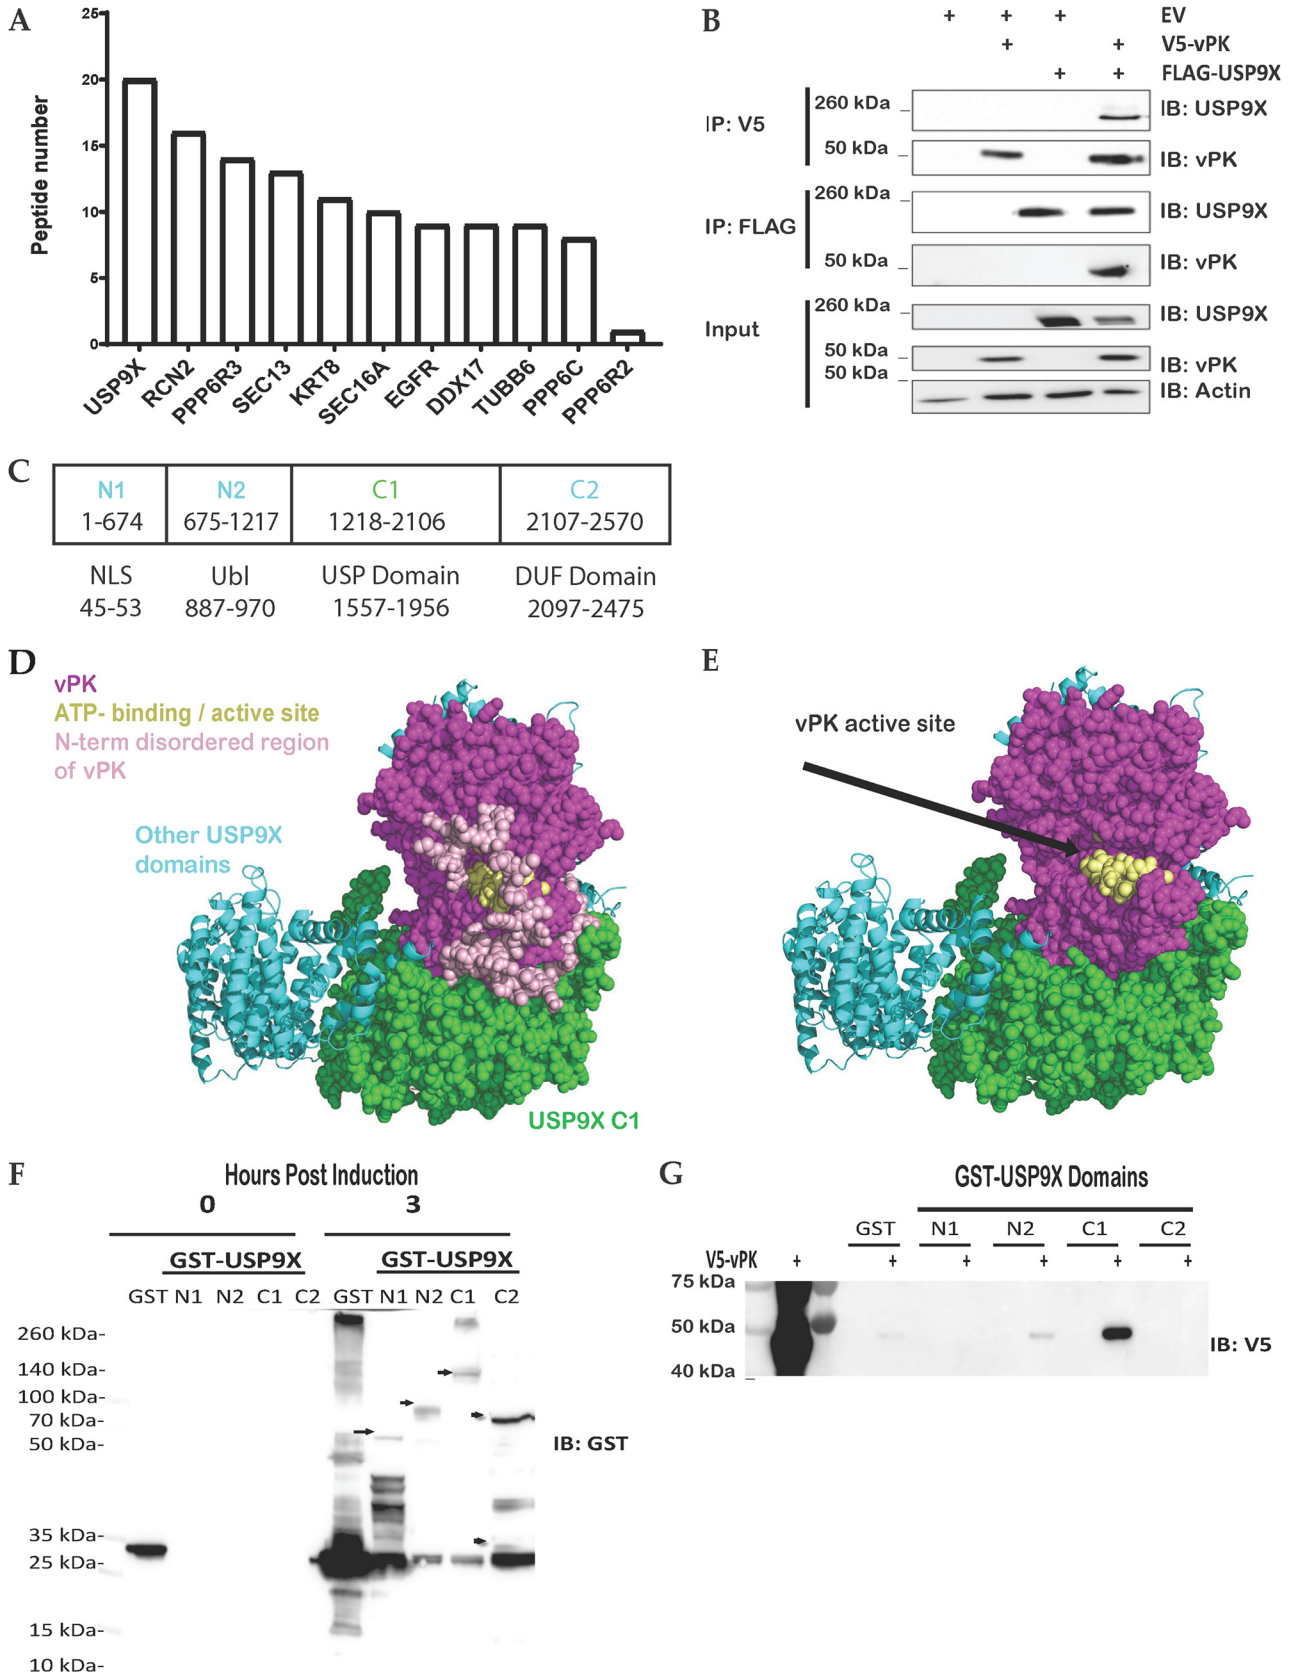 A
25
20
15
10
5
0
Peptide number
USP9X
RCN2
PPP6R3
SEC13
KRT8
SEC16A
EGFR
DDX17
TUBB6
PPP6C
PPP6R2
B
+ + + EV
+ + V5-vPK
+ + FLAG-USP9X
IP: V5
260 kDa _ IB: USP9X
50 kDa _ IB: vPK
IP: FLAG
260 kDa _ IB: USP9X
50 kDa _ IB: vPK
Input
260 kDa _ IB: USP9X
50 kDa _ IB: vPK
50 kDa _ IB: Actin
C
N1 N2 C1 C2
1-674 675-1217 1218-2106 2107-2570
NLS Ubl USP Domain DUF Domain
45-53 887-970 1557-1956 2097-2475
D
vPK
ATP- binding / active site
N-term disordered region
of vPK
Other USP9X
domains
USP9X C1
E
vPK active site
F
Hours Post Induction
0 3
GST-USP9X GST-USP9X
GST N1 N2 C1 C2 GST N1 N2 C1 C2
260 kDa-
140 kDa-
100 kDa-
70 kDa-
50 kDa-
35 kDa-
25 kDa-
15 kDa-
10 kDa-
IB: GST
G
GST-USP9X Domains
GST N1 N2 C1 C2
V5-vPK + + + + + +
75 kDa
50 kDa
40 kDa _
IB: V5